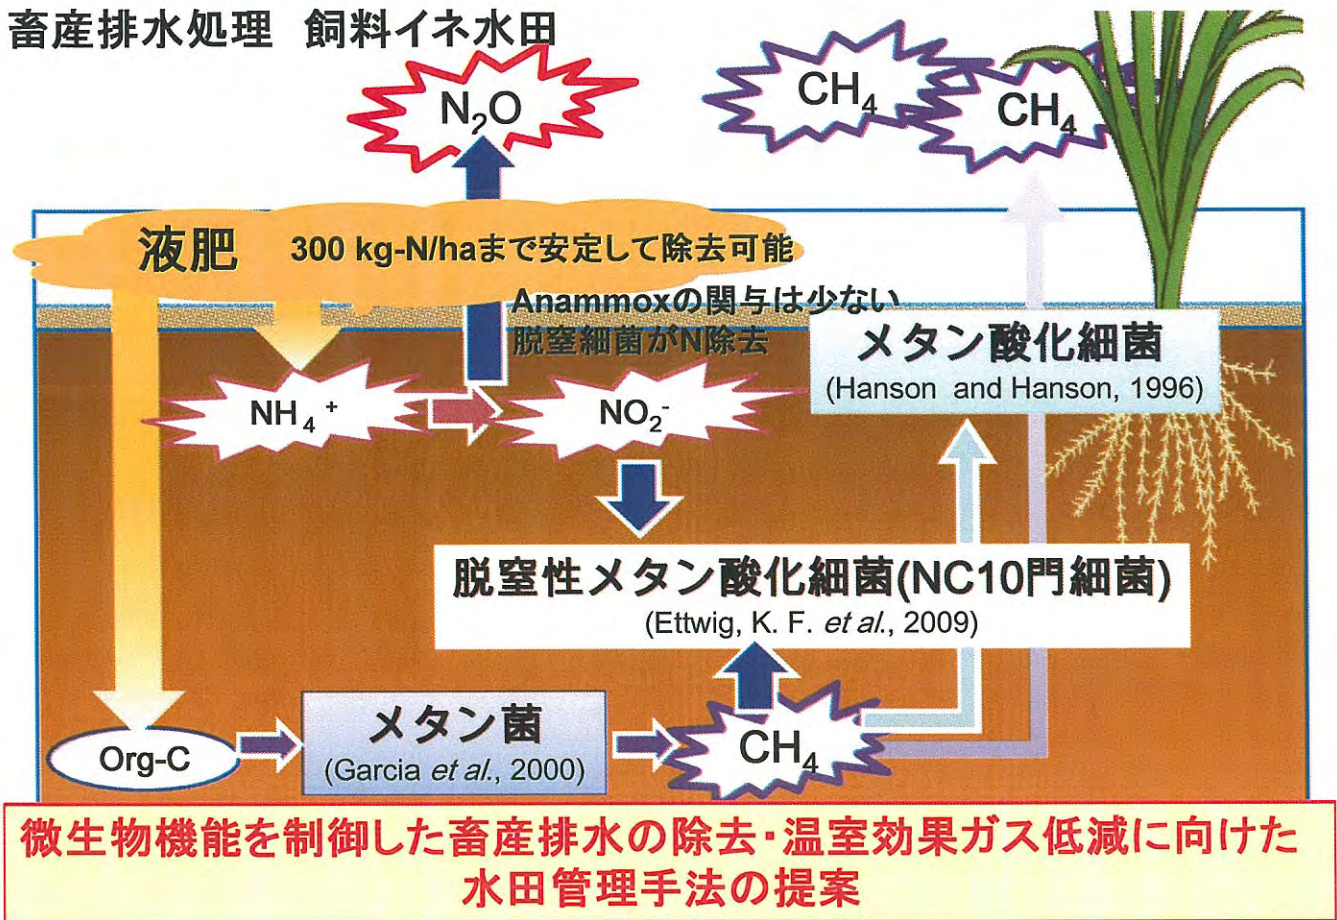 畜産排水処理 飼料イネ水田
N₂O
CH₄
CH₄
液肥 300 kg-N/haまで安定して除去可能
Anammoxの関与は少ない
脱窒細菌がN除去
メタン酸化細菌
(Hanson and Hanson, 1996)
NH₄⁺
NO₂⁻
脱窒性メタン酸化細菌(NC10門細菌)
(Ettwig, K. F. et al., 2009)
Org-C
メタン菌
(Garcia et al., 2000)
CH₄
微生物機能を制御した畜産排水の除去・温室効果ガス低減に向けた
水田管理手法の提案